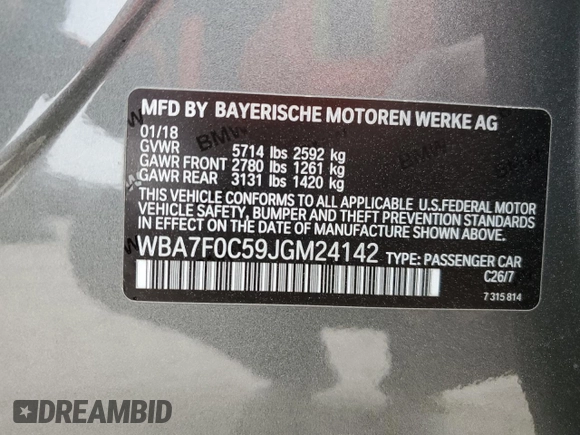 MFD BY BAYERISCHE MOTOREN WERKE AG
01/18
GVWR 5714 lbs 2592 kg
GAWR FRONT 2780 lbs 1261 kg
GAWR REAR 3131 lbs 1420 kg
THIS VEHICLE CONFORMS TO ALL APPLICABLE U.S.FEDERAL MOTOR
VEHICLE SAFETY, BUMPER, AND THEFT PREVENTION STANDARDS
IN EFFECT ON THE DATE OF MANUFACTURE SHOWN ABOVE.
WBA7F0C59JGM24142 TYPE: PASSENGER CAR
C26/7
7 315 814
DREAMBID